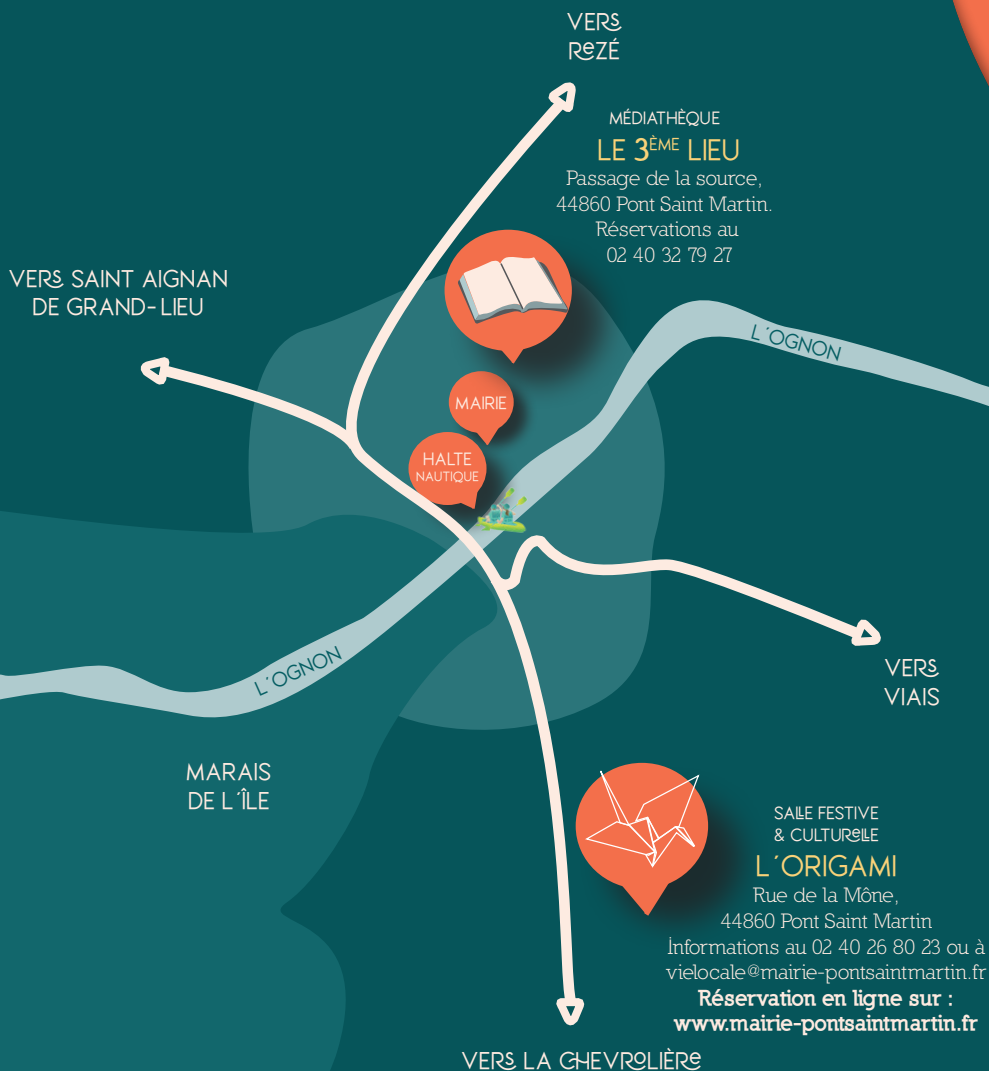 VERS
REZÉ
MÉDIATHÈQUE
LE 3ÈME LIEU
Passage de la source,
44860 Pont Saint Martin.
Réservations au
02 40 32 79 27
VERS SAINT AIGNAN
DE GRAND-LIEU
L'OGNON
MAIRIE
HALTE
NAUTIQUE
L'OGNON
VERS
VIAIS
MARAIS
DE L'ÎLE
SALLE FESTIVE
& CULTURELLE
L'ORIGAMI
Rue de la Mône,
44860 Pont Saint Martin
Informations au 02 40 26 80 23 ou à
vielocale@mairie-pontsaintmartin.fr
Réservation en ligne sur :
www.mairie-pontsaintmartin.fr
VERS LA CHEVROLIÈRE